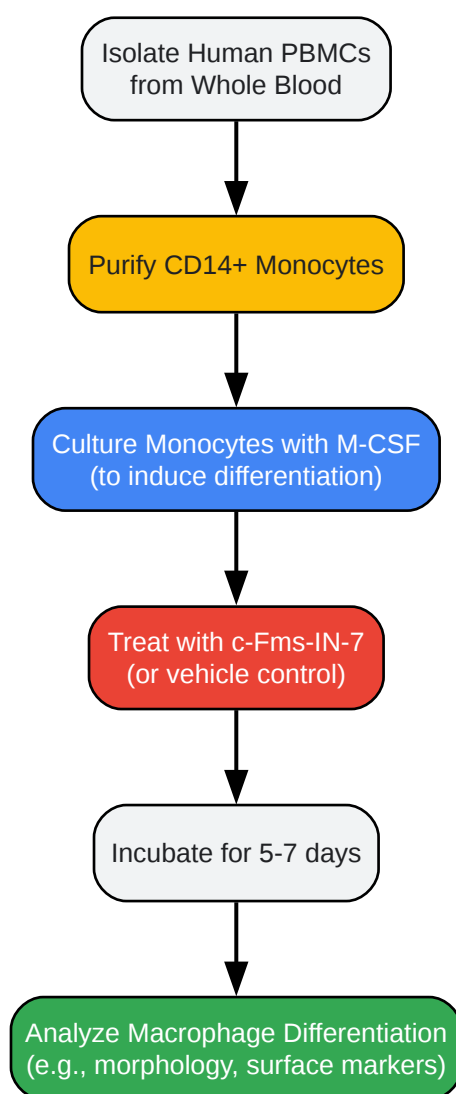 Isolate Human PBMCs
from Whole Blood
Purify CD14+ Monocytes
Culture Monocytes with M-CSF
(to induce differentiation)
Treat with c-Fms-IN-7
(or vehicle control)
Incubate for 5-7 days
Analyze Macrophage Differentiation
(e.g., morphology, surface markers)